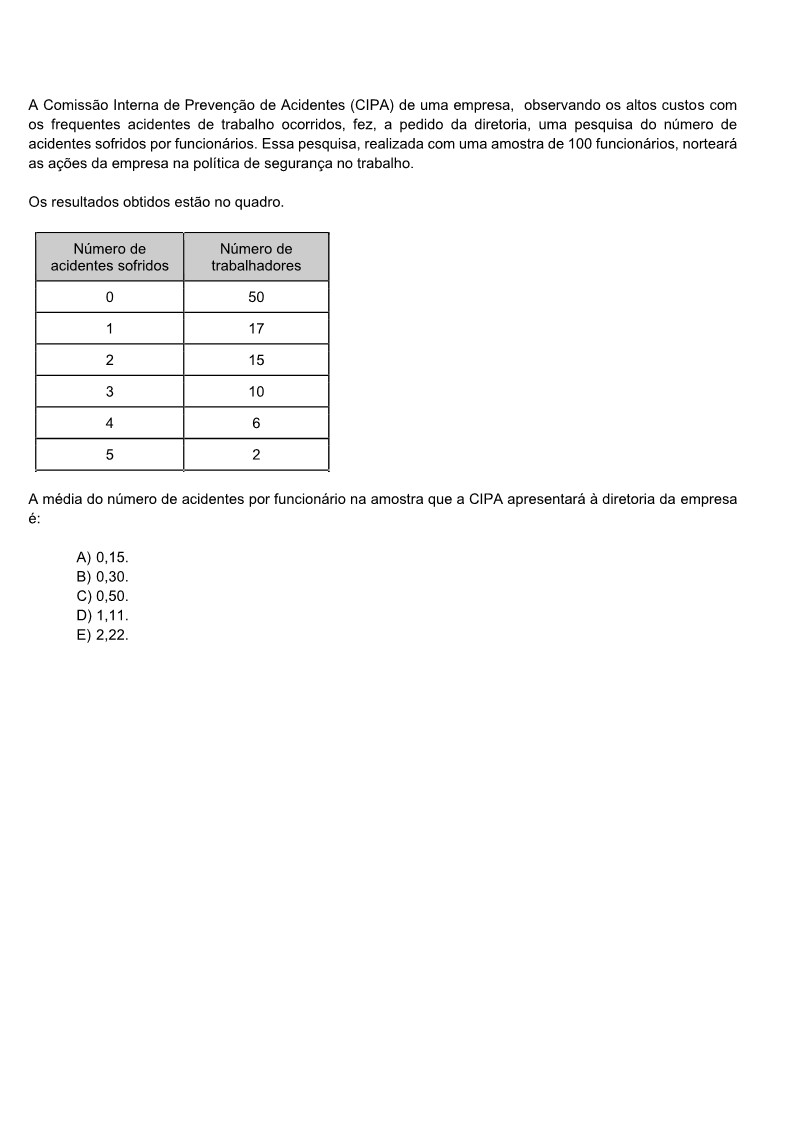 A Comissão Interna de Prevenção de Acidentes (CIPA) de uma empresa, observando os altos custos com
os frequentes acidentes de trabalho ocorridos, fez, a pedido da diretoria, uma pesquisa do número de
acidentes sofridos por funcionários. Essa pesquisa, realizada com uma amostra de 100 funcionários, norteará
as ações da empresa na política de segurança no trabalho.
Os resultados obtidos estão no quadro.
Número de acidentes sofridos Número de trabalhadores
0 50
1 17
2 15
3 10
4 6
5 2
A média do número de acidentes por funcionário na amostra que a CIPA apresentará à diretoria da empresa
é:
A) 0,15.
B) 0,30.
C) 0,50.
D) 1,11.
E) 2,22.